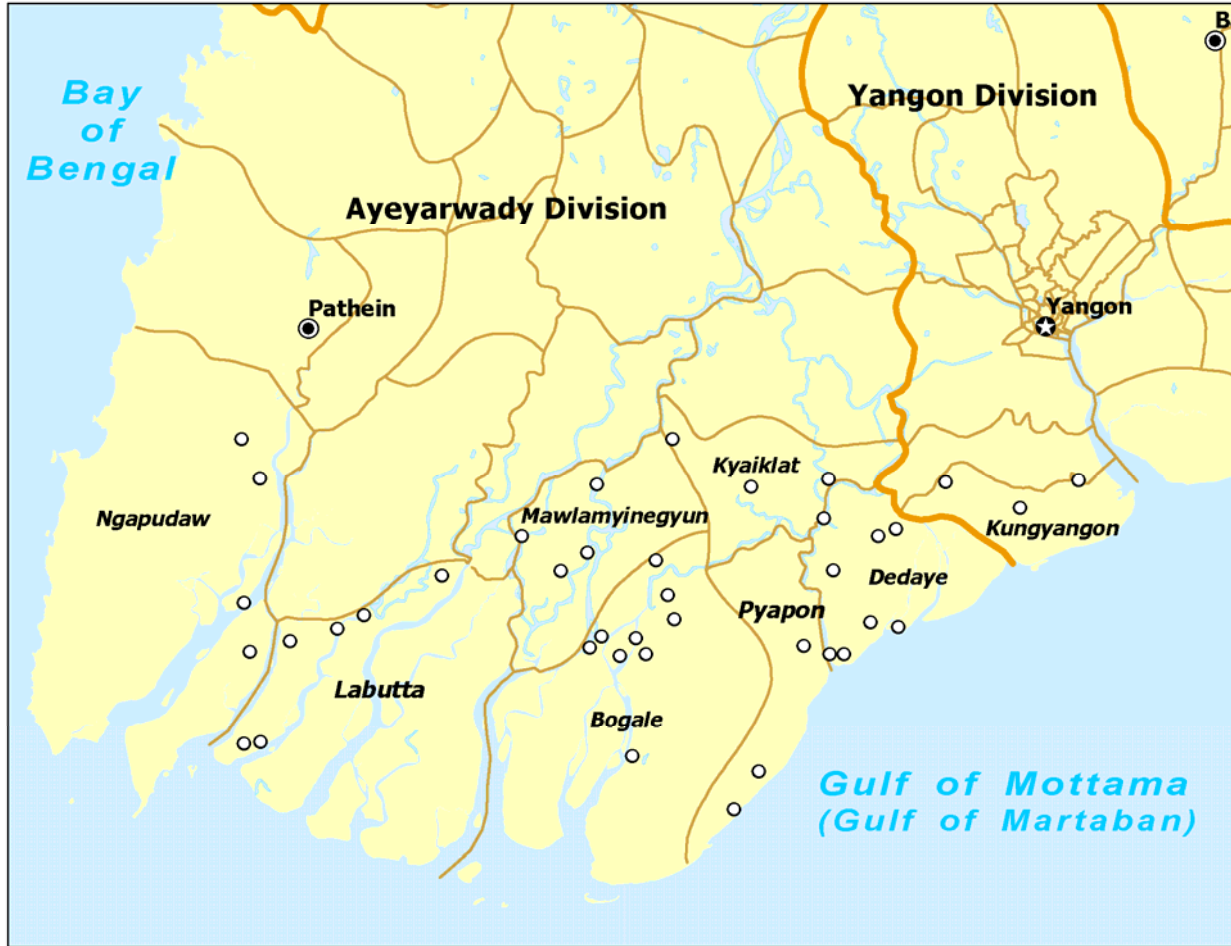 B
Bay
of
Bengal
Yangon Division
Ayeyarwady Division
Pathein
Yangon
Kyaiklat
Ngapudaw
Mawlamyinegyun
Kungyangon
Dedaye
Pyapon
Labutta
Bogale
Gulf of Mottama
(Gulf of Martaban)